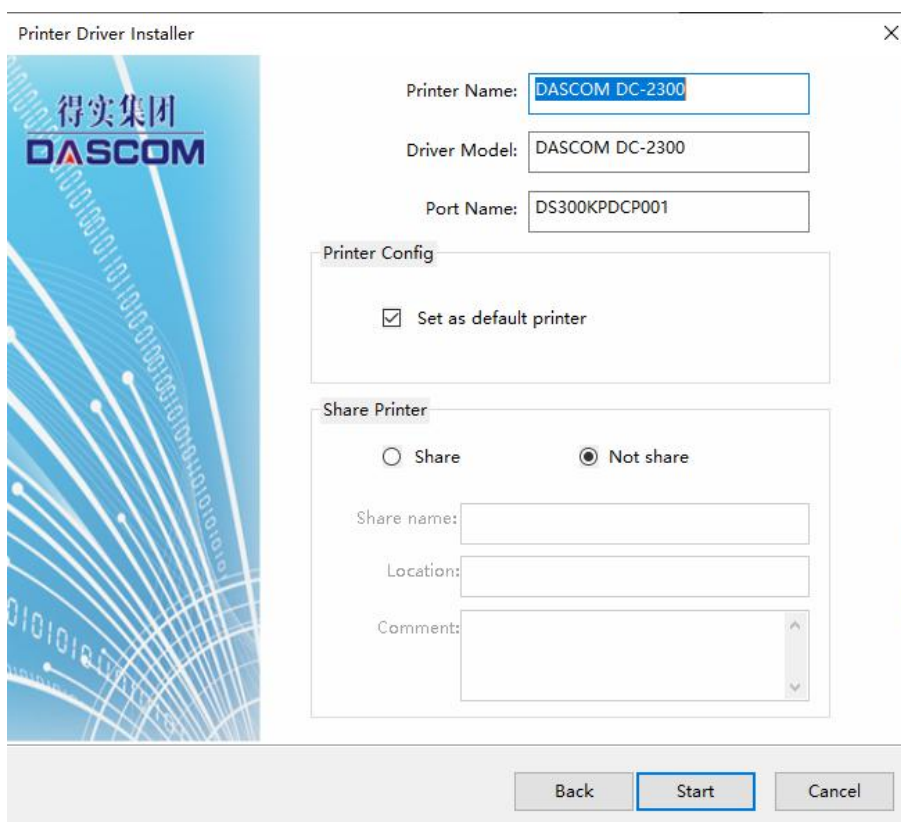 Printer Driver Installer
得实集团
DASCOM
Printer Name: DASCOM DC-2300
Driver Model: DASCOM DC-2300
Port Name: DS300KPDCP001
Printer Config
Set as default printer
Share Printer
Share
Not share
Share name:
Location:
Comment:
Back
Start
Cancel